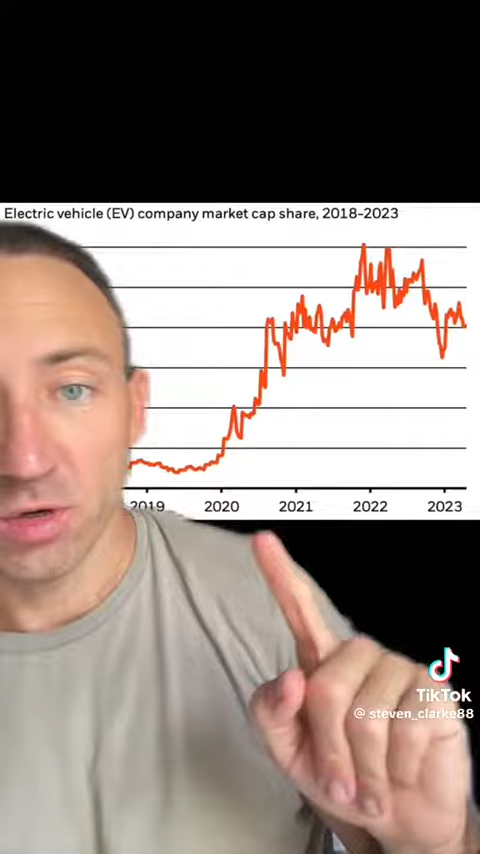 Electric vehicle (EV) company market cap share, 2018-2023
2019 2020 2021 2022 2023
TikTok
@ steven_clarke88